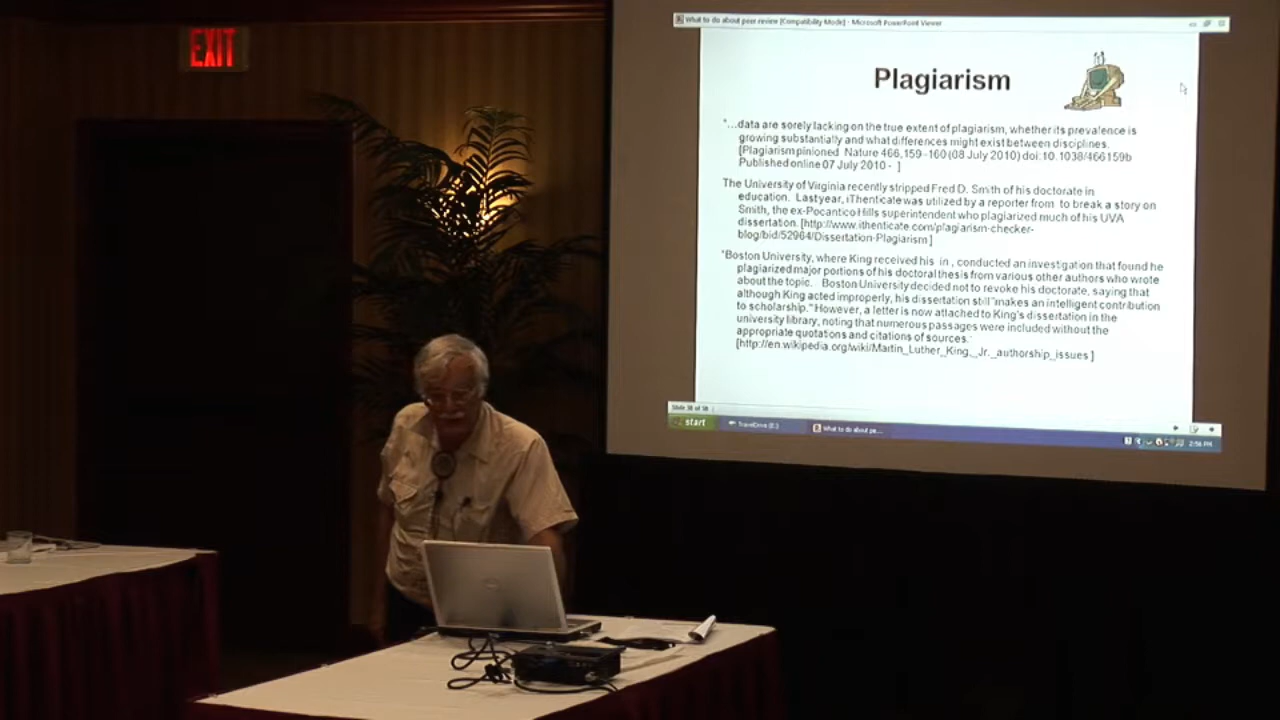 EXIT
What to do about peer review [Compatibility Mode] - Microsoft PowerPoint Viewer
Plagiarism
"...data are sorely lacking on the true extent of plagiarism, whether its prevalence is
growing substantially and what differences might exist between disciplines.
[Plagiarism pinioned Nature 466,159-160 (08 July 2010) doi:10.1038/466159b
Published online 07 July 2010 - ]
The University of Virginia recently stripped Fred D. Smith of his doctorate in
education. Last year, iThenticate was utilized by a reporter from to break a story on
Smith, the ex-Pocantico Hills superintendent who plagiarized much of his UVA
dissertation. [http://www.ithenticate.com/plagiarism-checker-
blog/bid/52964/Dissertation-Plagiarism]
"Boston University, where King received his in , conducted an investigation that found he
plagiarized major portions of his doctoral thesis from various other authors who wrote
about the topic. Boston University decided not to revoke his doctorate, saying that
although King acted improperly, his dissertation still "makes an intelligent contribution
to scholarship." However, a letter is now attached to King's dissertation in the
university library, noting that numerous passages were included without the
appropriate quotations and citations of sources."
[http://en.wikipedia.org/wiki/Martin_Luther_King,_Jr._authorship_issues ]
Slide 38 of 58
start
TravelDrive (E:)
What to do about pe...
2:56 PM